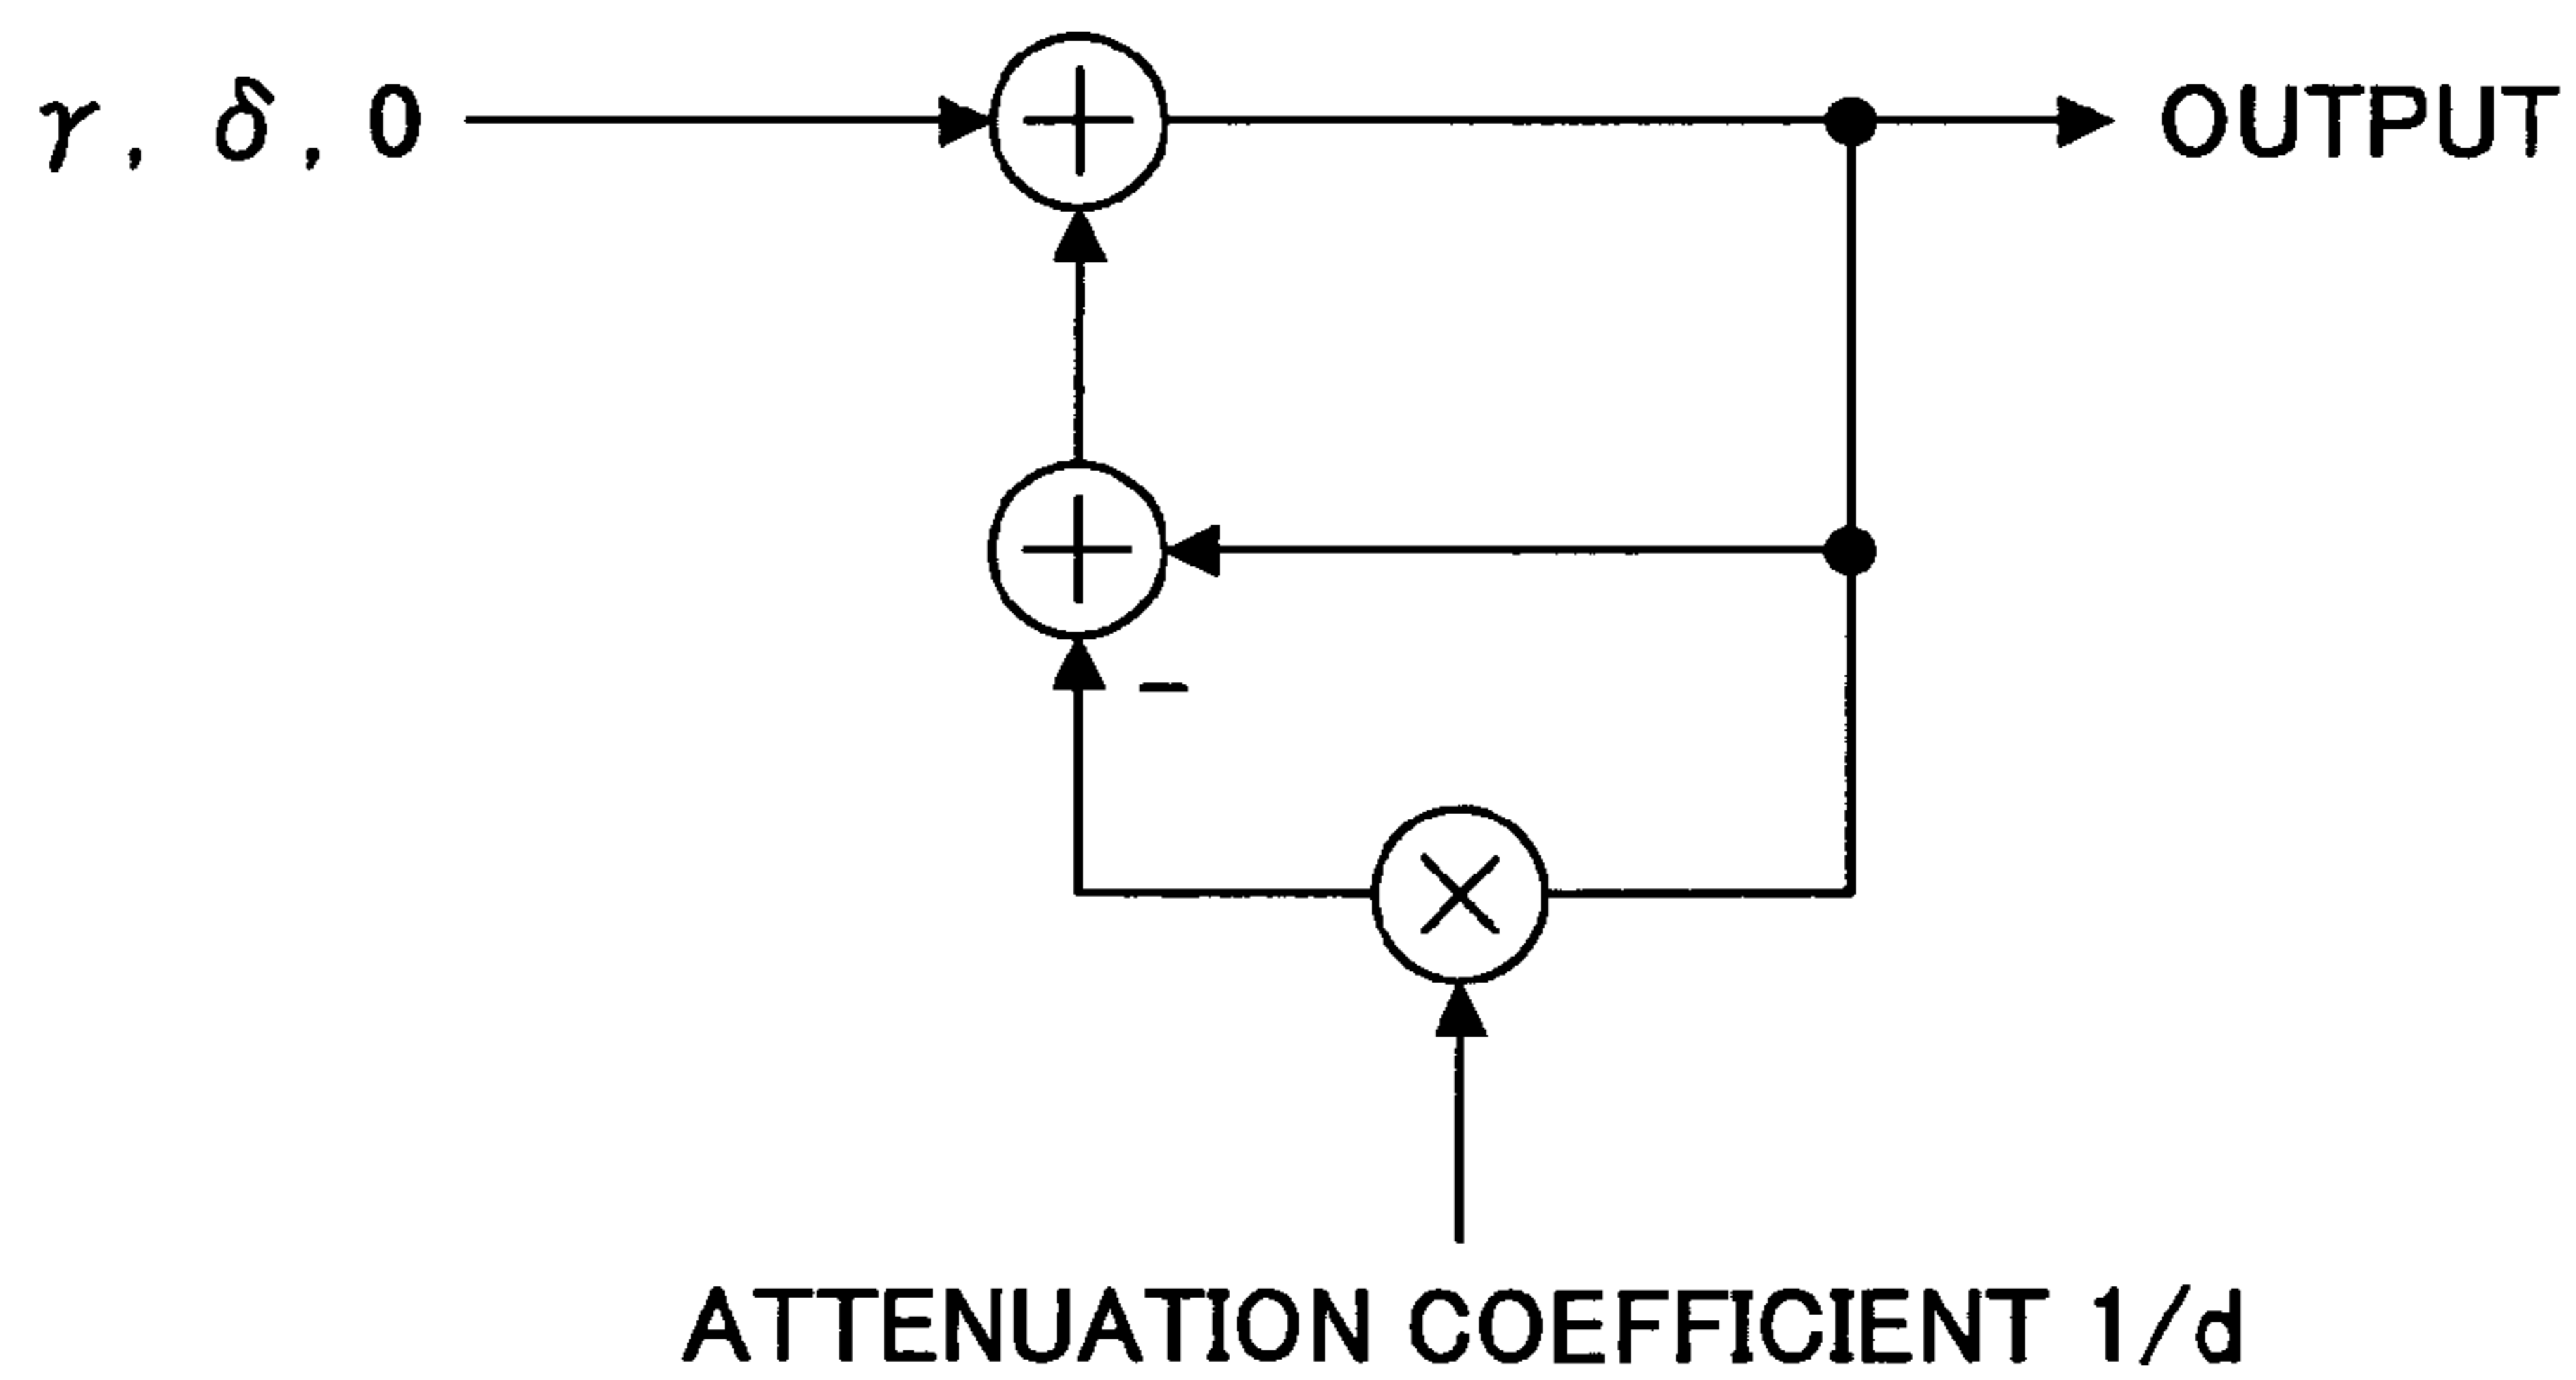 γ, δ, 0
OUTPUT
−
ATTENUATION COEFFICIENT 1/d